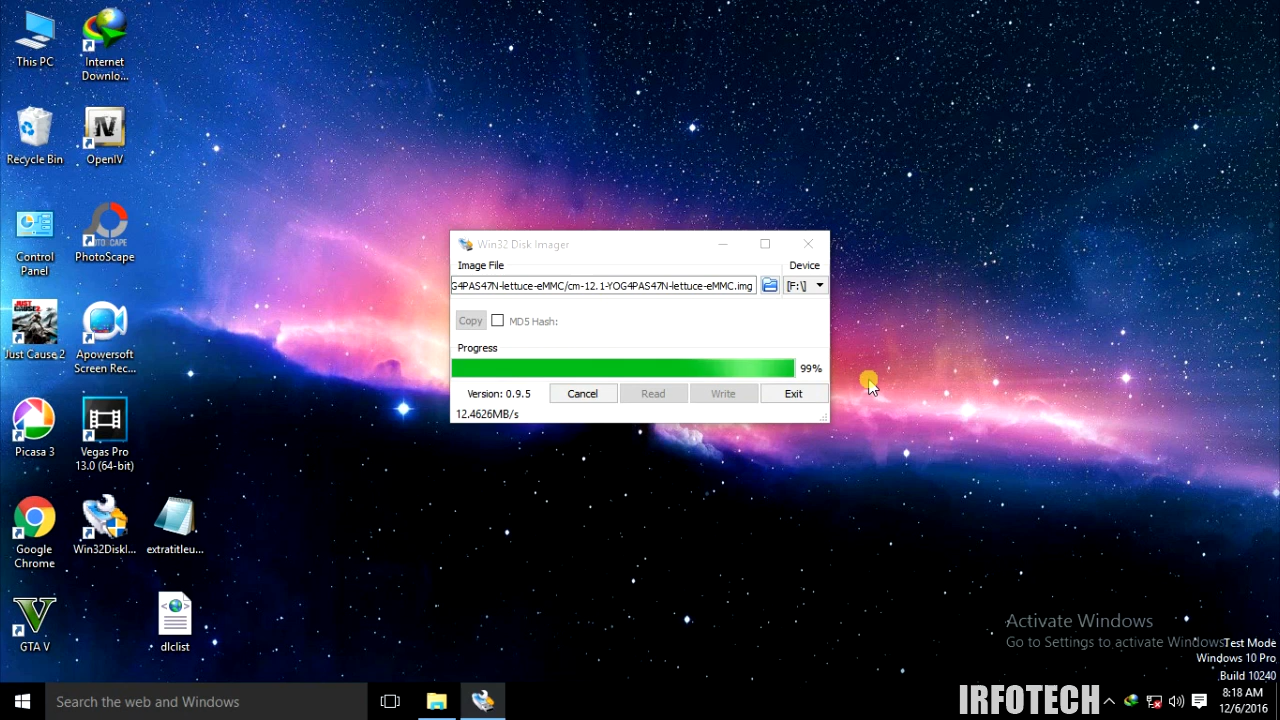 This PC
Internet
Downlo...
Recycle Bin
OpenIV
Control
Panel
PhotoScape
Just Cause 2
Apowersoft
Screen Rec...
Picasa 3
Vegas Pro
13.0 (64-bit)
Google
Chrome
Win32DiskI...
extratitleu...
GTA V
dlclist
Win32 Disk Imager
Image File
Device
G4PAS47N-lettuce-eMMC/cm-12.1-YOG4PAS47N-lettuce-eMMC.img
[F:\]
Copy
MD5 Hash:
Progress
99%
Version: 0.9.5
Cancel
Read
Write
Exit
12.4626MB/s
Activate Windows
Go to Settings to activate Windows
Test Mode
Windows 10 Pro
Build 10240
Search the web and Windows
IRFOTECH
8:18 AM
12/6/2016